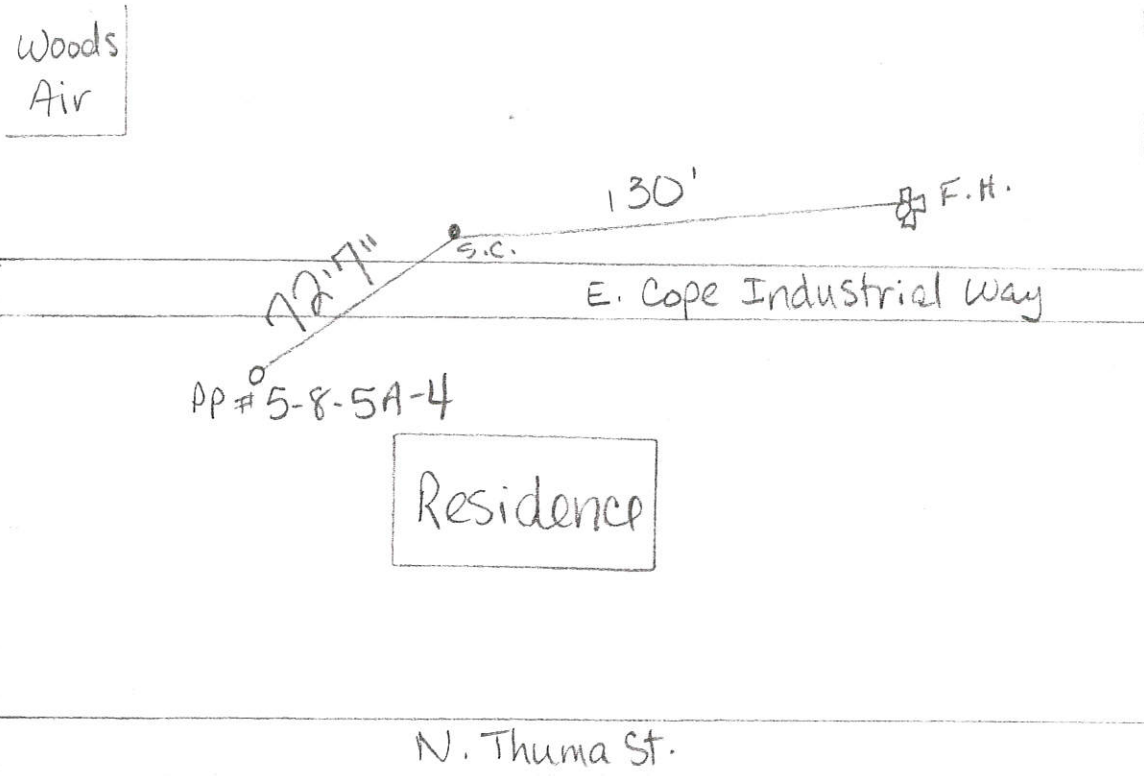 Woods
Air
130'
F.H.
S.C.
72'7"
E. Cope Industrial Way
PP # 5-8-5A-4
Residence
N. Thuma St.